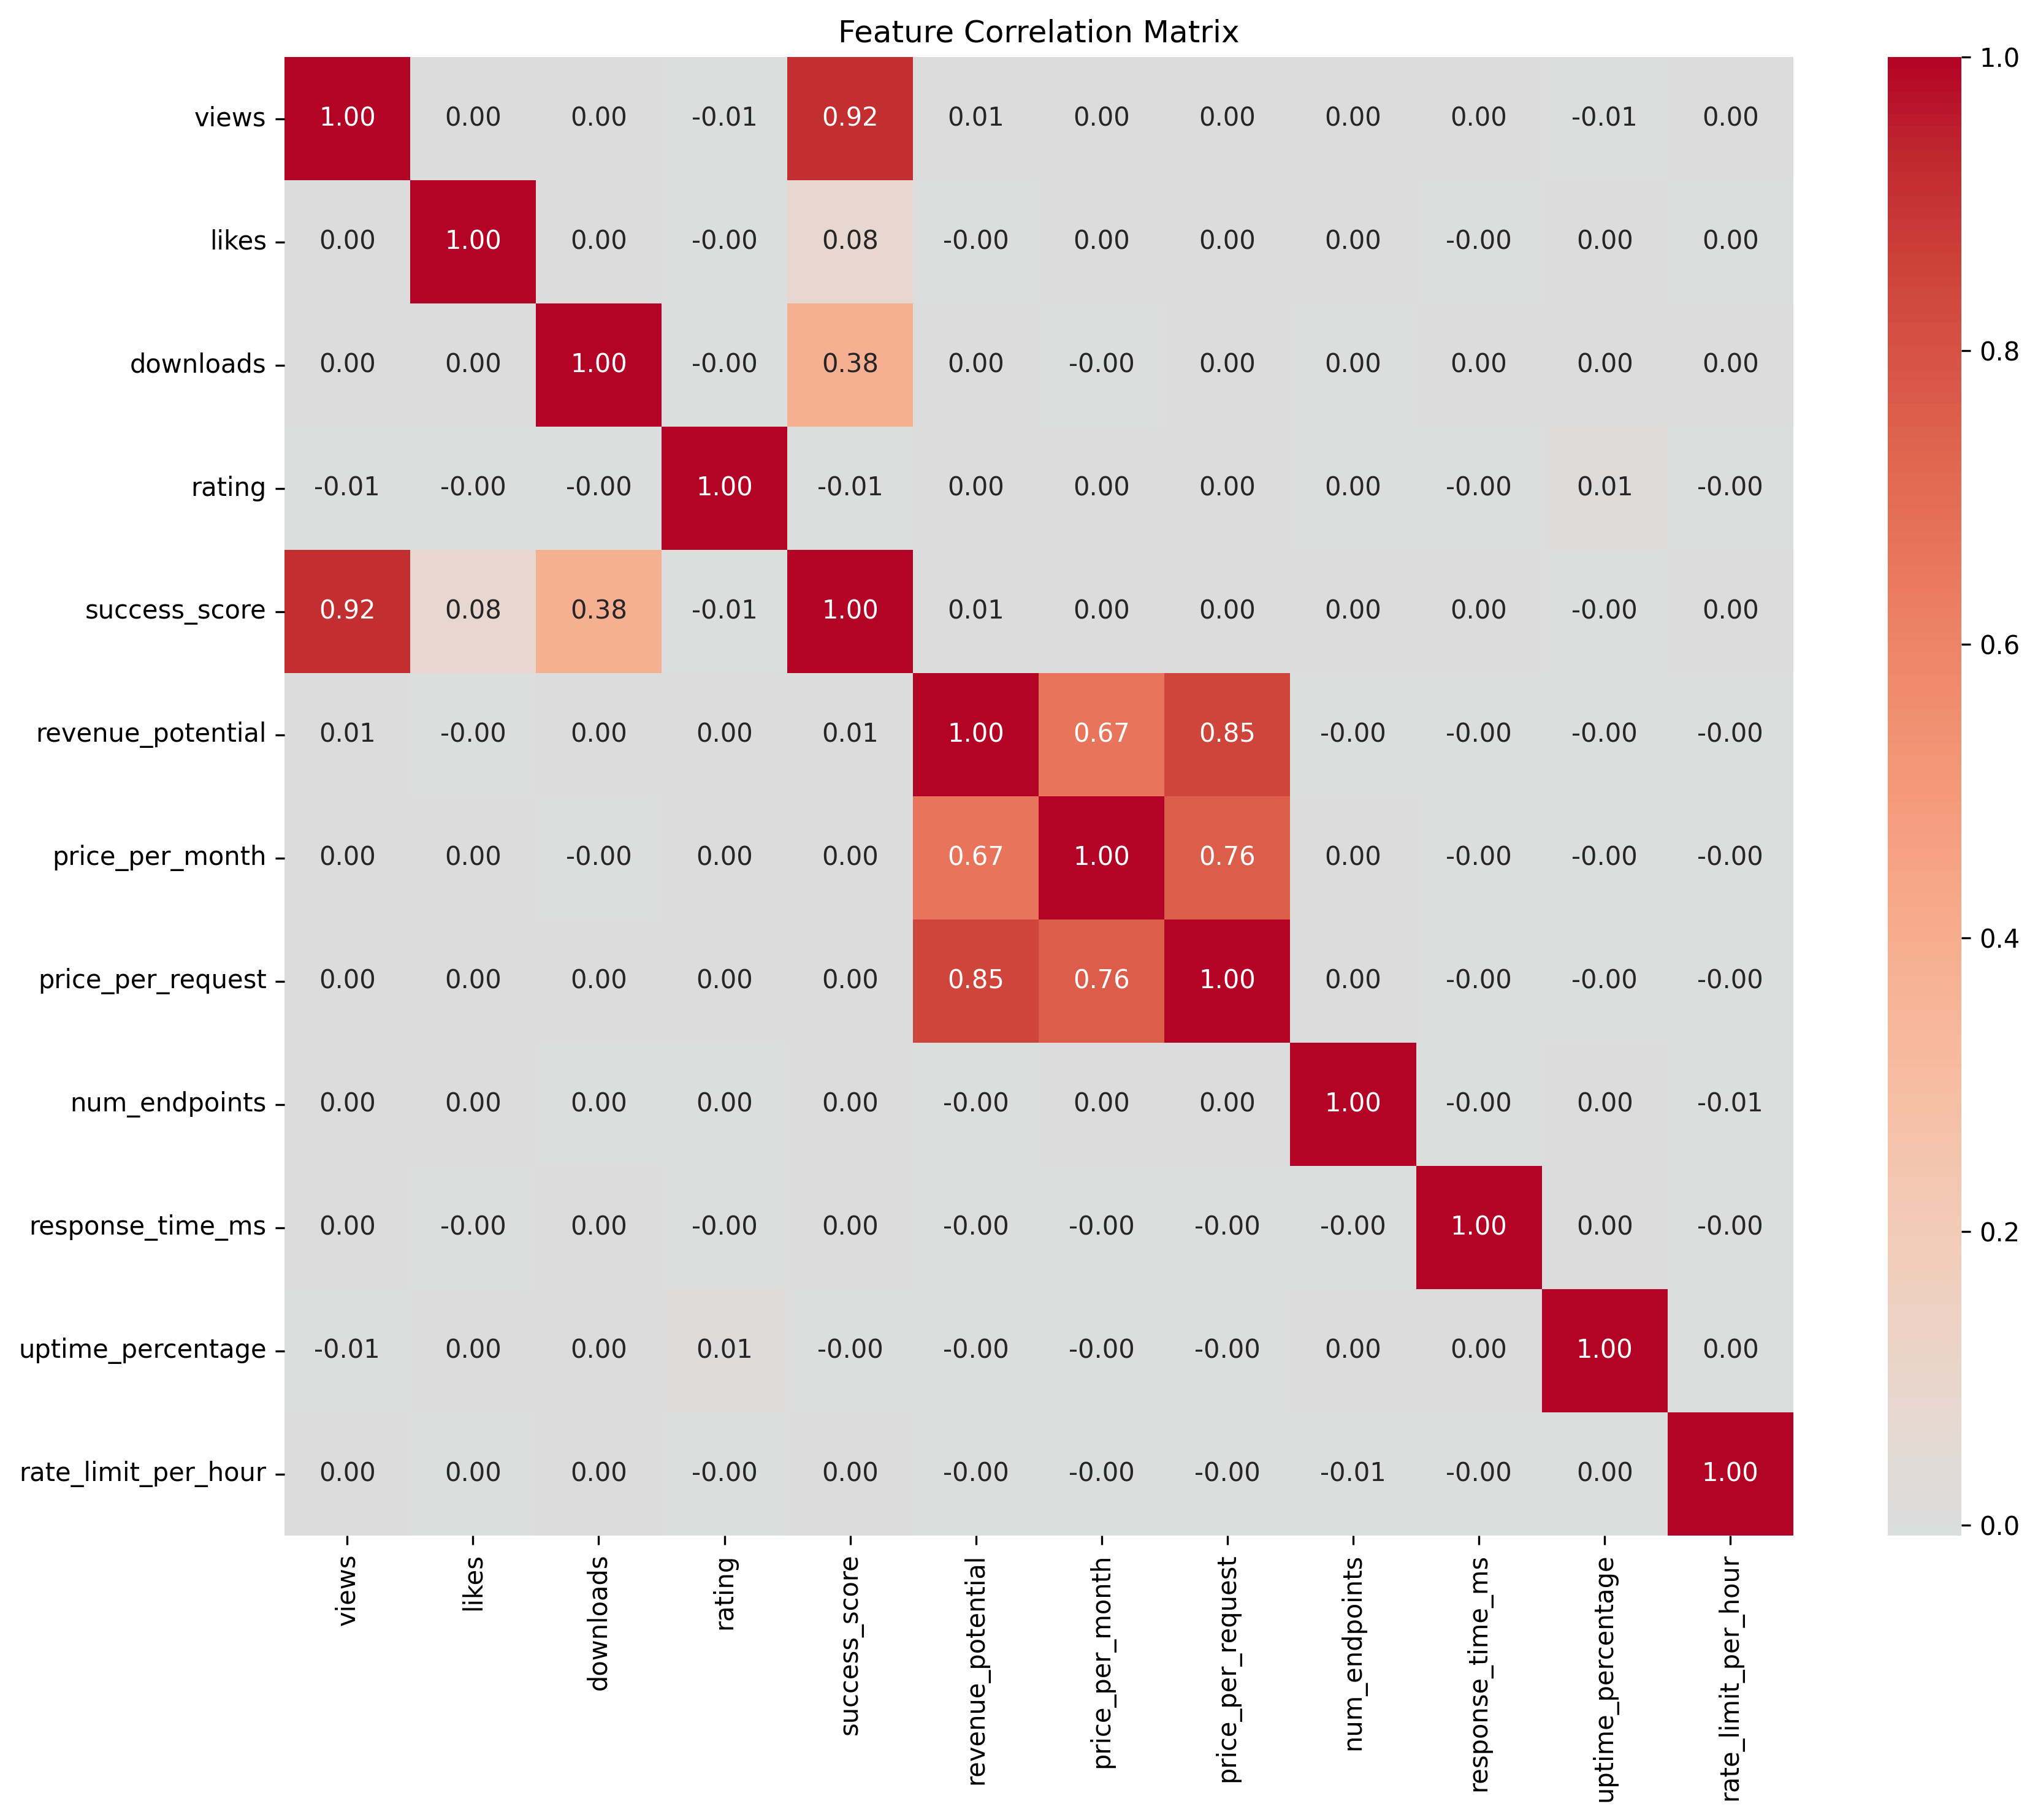 Feature Correlation Matrix
views 1.00 0.00 0.00 -0.01 0.92 0.01 0.00 0.00 0.00 0.00 -0.01 0.00
likes 0.00 1.00 0.00 -0.00 0.08 -0.00 0.00 0.00 0.00 -0.00 0.00 0.00
downloads 0.00 0.00 1.00 -0.00 0.38 0.00 -0.00 0.00 0.00 0.00 0.00 0.00
rating -0.01 -0.00 -0.00 1.00 -0.01 0.00 0.00 0.00 0.00 -0.00 0.01 -0.00
success_score 0.92 0.08 0.38 -0.01 1.00 0.01 0.00 0.00 0.00 0.00 -0.00 0.00
revenue_potential 0.01 -0.00 0.00 0.00 0.01 1.00 0.67 0.85 -0.00 -0.00 -0.00 -0.00
price_per_month 0.00 0.00 -0.00 0.00 0.00 0.67 1.00 0.76 0.00 -0.00 -0.00 -0.00
price_per_request 0.00 0.00 0.00 0.00 0.00 0.85 0.76 1.00 0.00 -0.00 -0.00 -0.00
num_endpoints 0.00 0.00 0.00 0.00 0.00 -0.00 0.00 0.00 1.00 -0.00 0.00 -0.01
response_time_ms 0.00 -0.00 0.00 -0.00 0.00 -0.00 -0.00 -0.00 -0.00 1.00 0.00 -0.00
uptime_percentage -0.01 0.00 0.00 0.01 -0.00 -0.00 -0.00 -0.00 0.00 0.00 1.00 0.00
rate_limit_per_hour 0.00 0.00 0.00 -0.00 0.00 -0.00 -0.00 -0.00 -0.01 -0.00 0.00 1.00
views
likes
downloads
rating
success_score
revenue_potential
price_per_month
price_per_request
num_endpoints
response_time_ms
uptime_percentage
rate_limit_per_hour
1.0
0.8
0.6
0.4
0.2
0.0